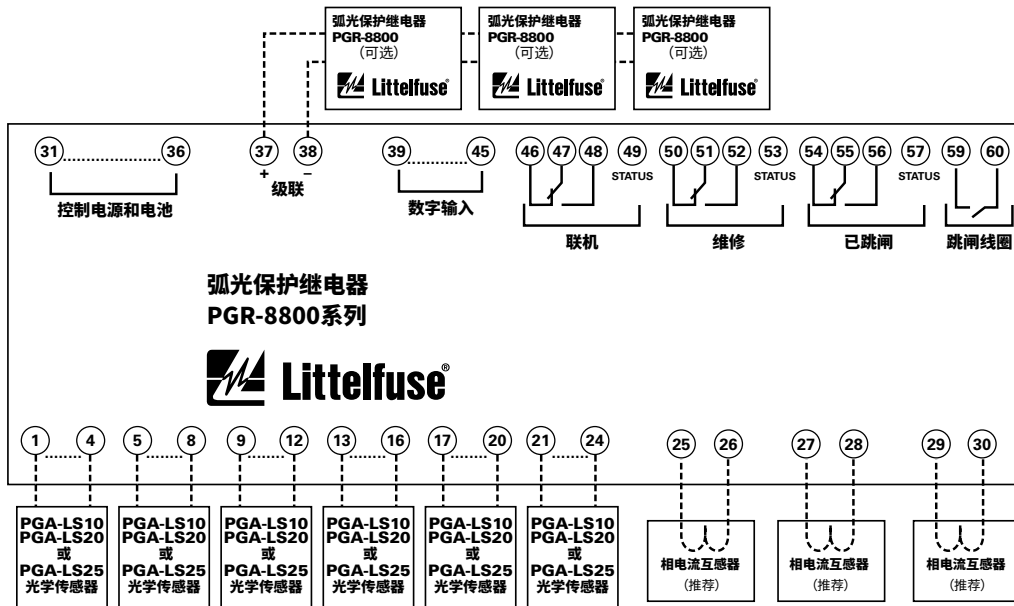 弧光保护继电器
PGR-8800
(可选)
Littelfuse®
弧光保护继电器
PGR-8800
(可选)
Littelfuse®
弧光保护继电器
PGR-8800
(可选)
Littelfuse®
31 36 37 38 39 45 46 47 48 49 50 51 52 53 54 55 56 57 59 60
+ − STATUS STATUS STATUS
控制电源和电池 级联 数字输入 联机 维修 已跳闸 跳闸线圈
弧光保护继电器
PGR-8800系列
Littelfuse®
1 4 5 8 9 12 13 16 17 20 21 24 25 26 27 28 29 30
PGA-LS10
PGA-LS20
或
PGA-LS25
光学传感器
PGA-LS10
PGA-LS20
或
PGA-LS25
光学传感器
PGA-LS10
PGA-LS20
或
PGA-LS25
光学传感器
PGA-LS10
PGA-LS20
或
PGA-LS25
光学传感器
PGA-LS10
PGA-LS20
或
PGA-LS25
光学传感器
PGA-LS10
PGA-LS20
或
PGA-LS25
光学传感器
相电流互感器
(推荐)
相电流互感器
(推荐)
相电流互感器
(推荐)